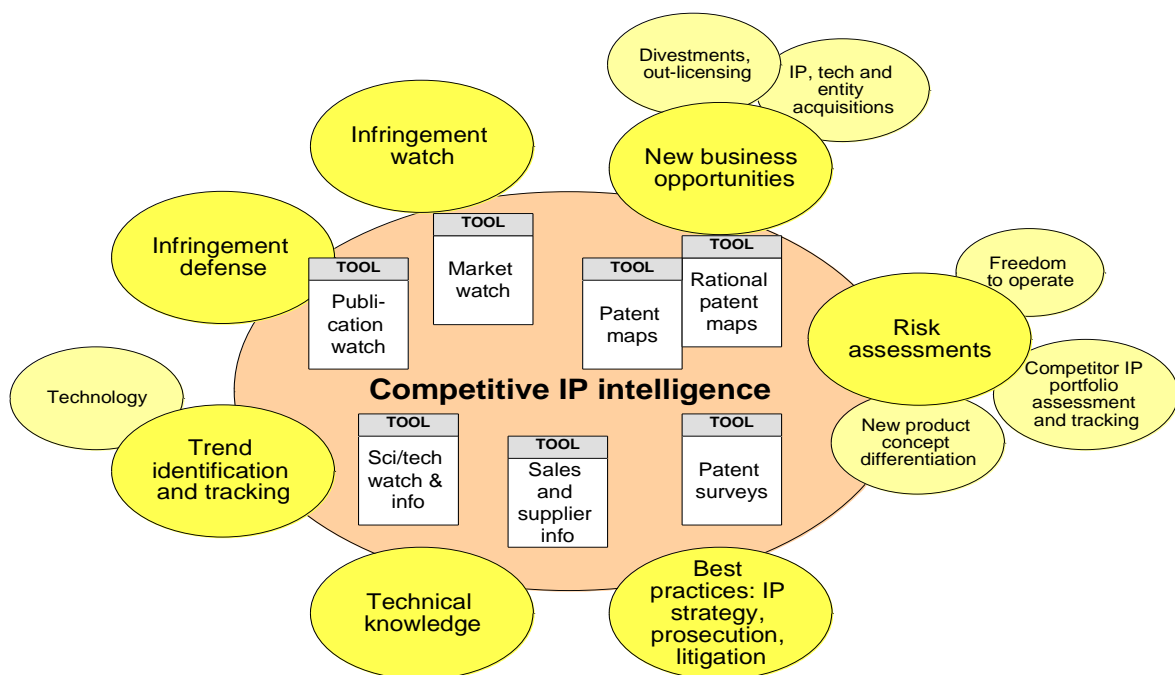 Divestments,
out-licensing
IP, tech and
entity
acquisitions
Infringement
watch
New business
opportunities
Infringement
defense
TOOL
Market
watch
TOOL
Rational
patent
maps
TOOL
Publi-
cation
watch
TOOL
Patent
maps
Freedom
to operate
Risk
assessments
Competitive IP intelligence
Competitor IP
portfolio
assessment
and tracking
Technology
New product
concept
differentiation
Trend
identification
and tracking
TOOL
Sci/tech
watch &
info
TOOL
Sales and
supplier
info
TOOL
Patent
surveys
Technical
knowledge
Best
practices: IP
strategy,
prosecution,
litigation